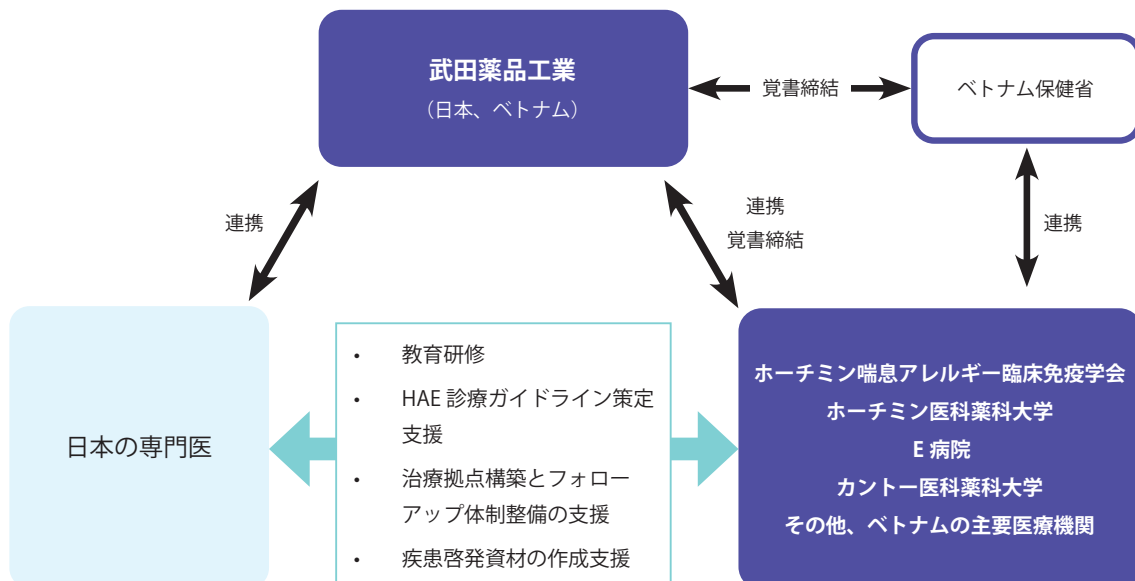 武田薬品工業
（日本、ベトナム）
覚書締結
ベトナム保健省
連携
連携
覚書締結
連携
日本の専門医
• 教育研修
• HAE 診療ガイドライン策定
支援
• 治療拠点構築とフォロー
アップ体制整備の支援
• 疾患啓発資材の作成支援
ホーチミン喘息アレルギー臨床免疫学会
ホーチミン医科薬科大学
E 病院
カントー医科薬科大学
その他、ベトナムの主要医療機関